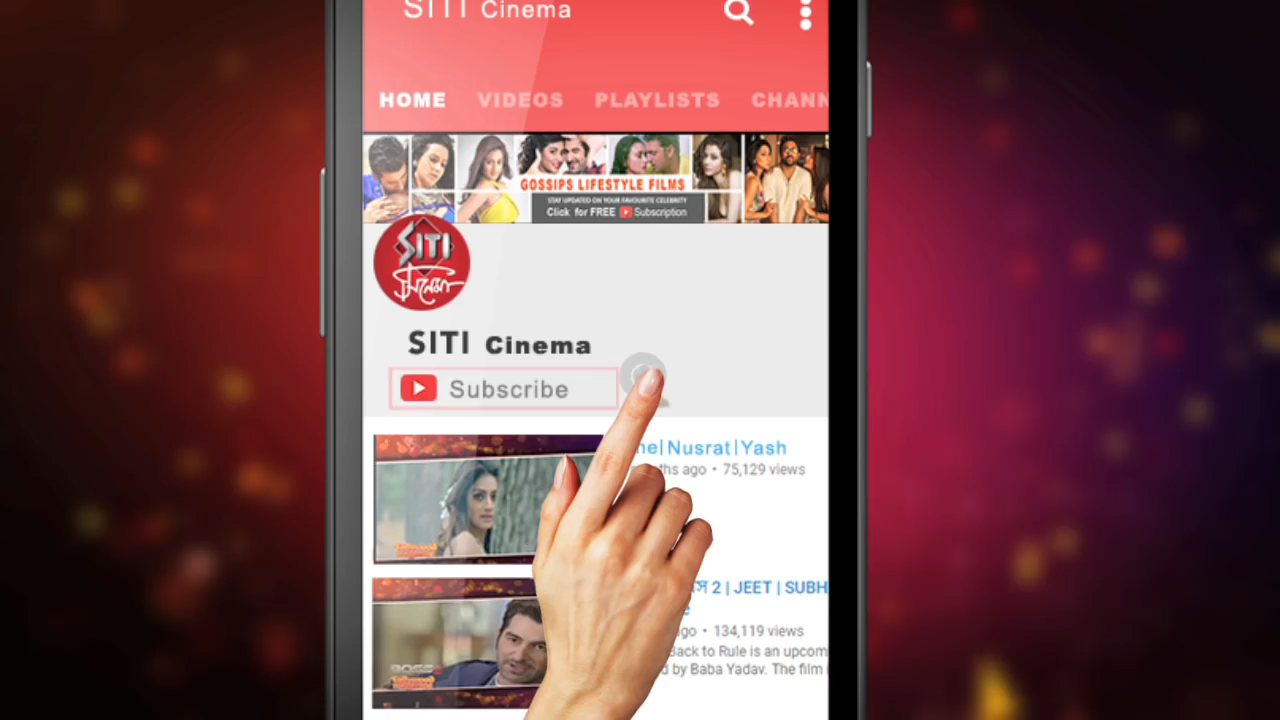 SITI Cinema
HOME VIDEOS PLAYLISTS CHANN
GOSSIPS LIFESTYLE FILMS
STAY UPDATED ON YOUR FAVOURITE CELEBRITY
Click for FREE Subscription
SITI
সিনেমা
SITI Cinema
Subscribe
ne|Nusrat|Yash
ths ago • 75,129 views
2 | JEET | SUBH
e
ago • 134,119 views
Back to Rule is an upcom
d by Baba Yadav. The film